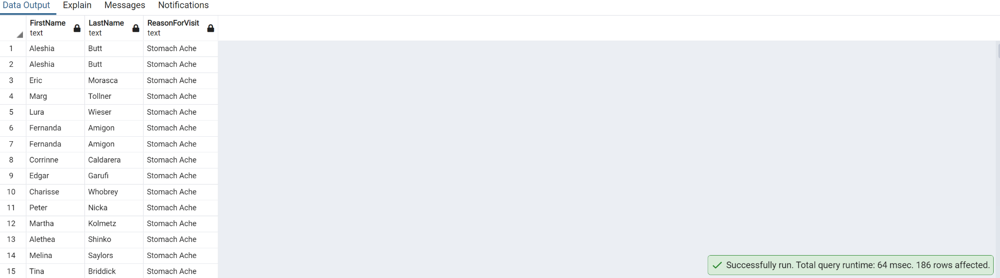 Data Output Explain Messages Notifications
FirstName LastName ReasonForVisit
text text text
1 Aleshia Butt Stomach Ache
2 Aleshia Butt Stomach Ache
3 Eric Morasca Stomach Ache
4 Marg Tollner Stomach Ache
5 Lura Wieser Stomach Ache
6 Fernanda Amigon Stomach Ache
7 Fernanda Amigon Stomach Ache
8 Corrinne Caldarera Stomach Ache
9 Edgar Garufi Stomach Ache
10 Charisse Whobrey Stomach Ache
11 Peter Nicka Stomach Ache
12 Martha Kolmetz Stomach Ache
13 Alethea Shinko Stomach Ache
14 Melina Saylors Stomach Ache
15 Tina Briddick Stomach Ache
Successfully run. Total query runtime: 64 msec. 186 rows affected.